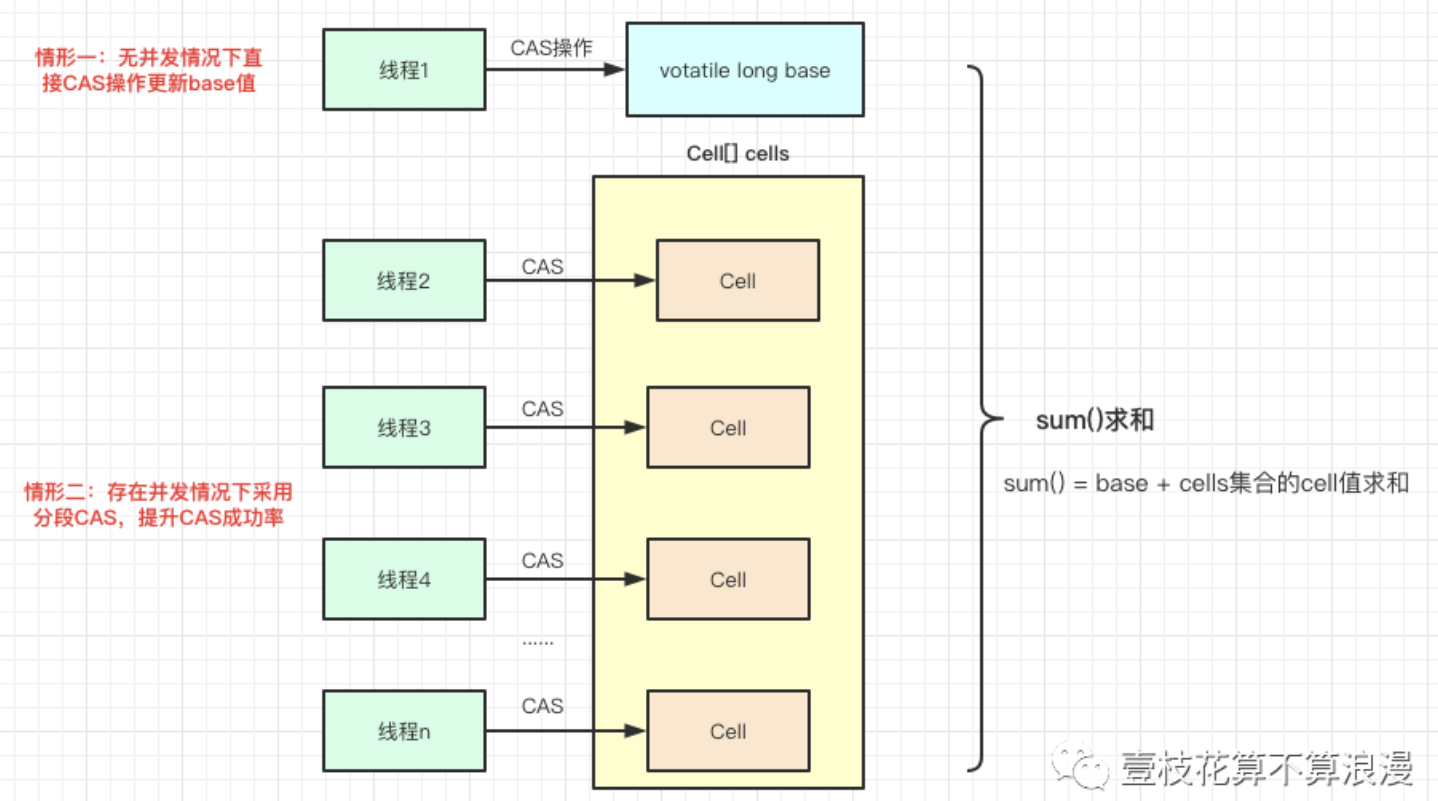 情形一：无并发情况下直
接CAS操作更新base值
线程1
CAS操作
votatile long base
Cell[] cells
线程2
CAS
Cell
线程3
CAS
Cell
情形二：存在并发情况下采用
分段CAS，提升CAS成功率
线程4
CAS
Cell
......
线程n
CAS
Cell
sum()求和
sum() = base + cells集合的cell值求和
壹枝花算不算浪漫